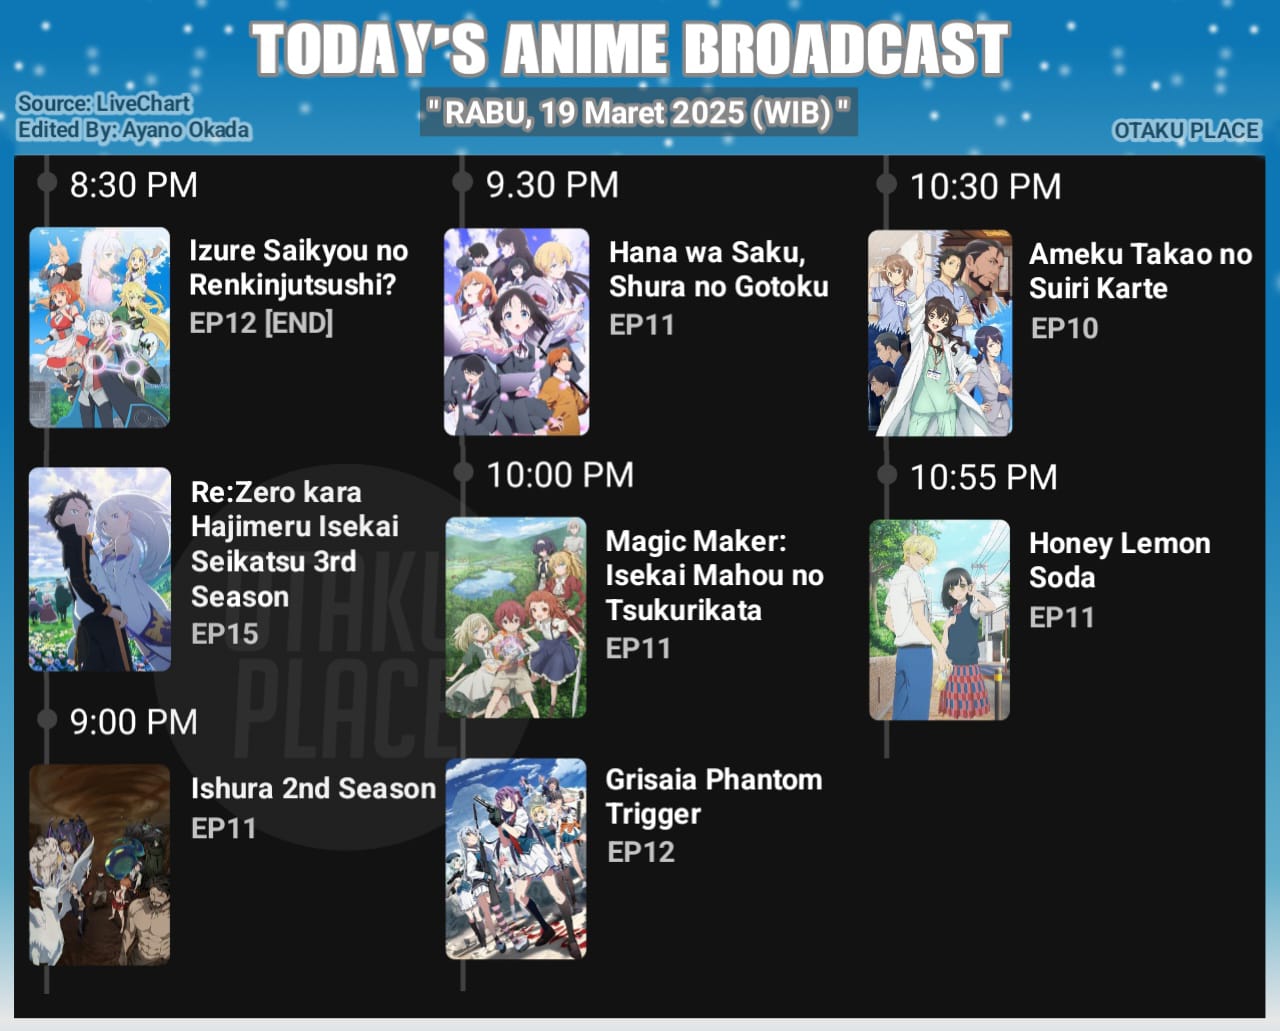 TODAY'S ANIME BROADCAST
Source: LiveChart
Edited By: Ayano Okada
" RABU, 19 Maret 2025 (WIB) "
OTAKU PLACE
8:30 PM
Izure Saikyou no
Renkinjutsushi?
EP12 [END]
Re:Zero kara
Hajimeru Isekai
Seikatsu 3rd
Season
EP15
9:00 PM
Ishura 2nd Season
EP11
9.30 PM
Hana wa Saku,
Shura no Gotoku
EP11
10:00 PM
Magic Maker:
Isekai Mahou no
Tsukurikata
EP11
Grisaia Phantom
Trigger
EP12
10:30 PM
Ameku Takao no
Suiri Karte
EP10
10:55 PM
Honey Lemon
Soda
EP11
OTAKU
PLACE